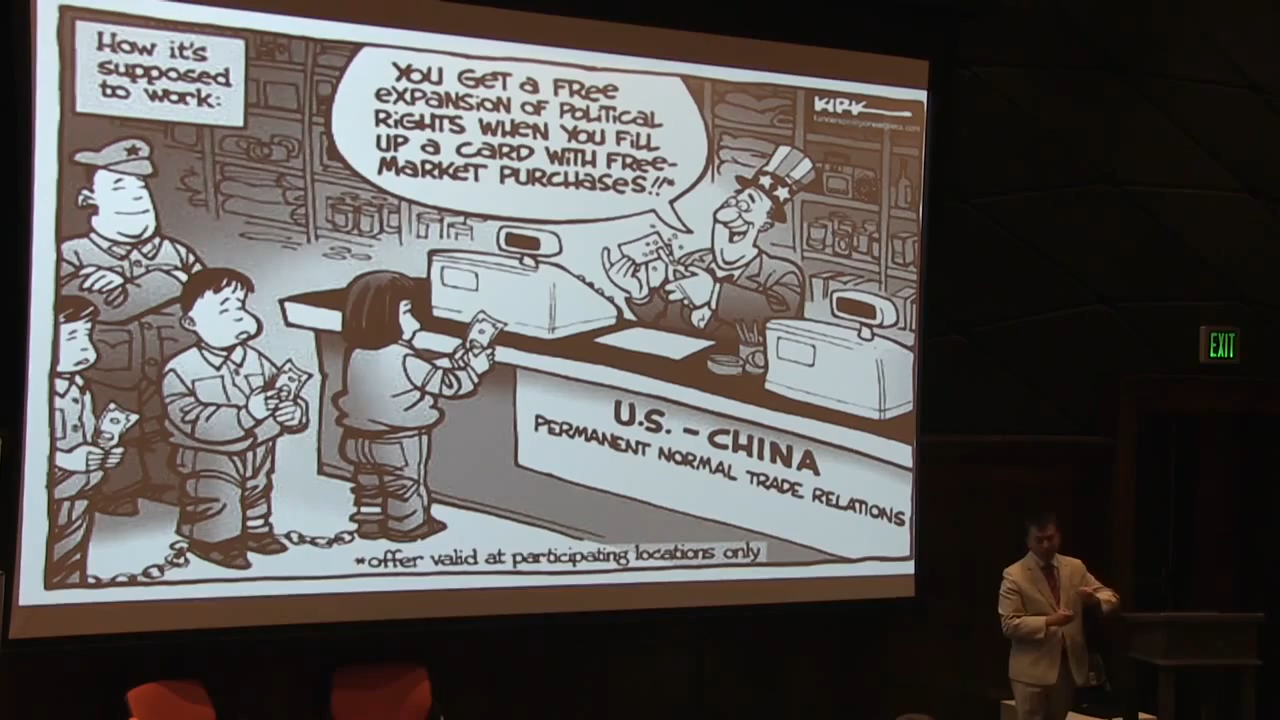 How it's
supposed
to work:
YOU GET A FREE
EXPANSION OF POLITICAL
RIGHTS WHEN YOU FILL
UP A CARD WITH FREE-
MARKET PURCHASES!!*
KIRK
U.S. - CHINA
PERMANENT NORMAL TRADE RELATIONS
*offer valid at participating locations only
EXIT